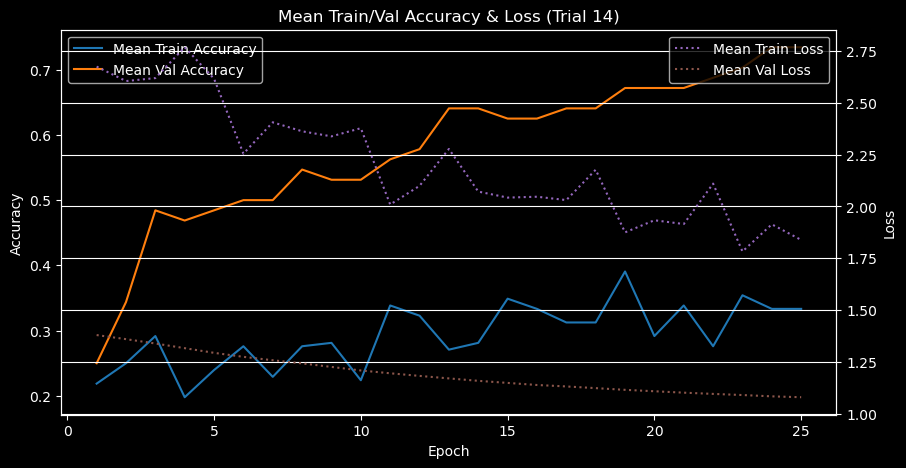 Mean Train/Val Accuracy & Loss (Trial 14)
Mean Train Accuracy
Mean Val Accuracy
Mean Train Loss
Mean Val Loss
0.7
0.6
0.5
0.4
0.3
0.2
Accuracy
2.75
2.50
2.25
2.00
1.75
1.50
1.25
1.00
Loss
0 5 10 15 20 25
Epoch